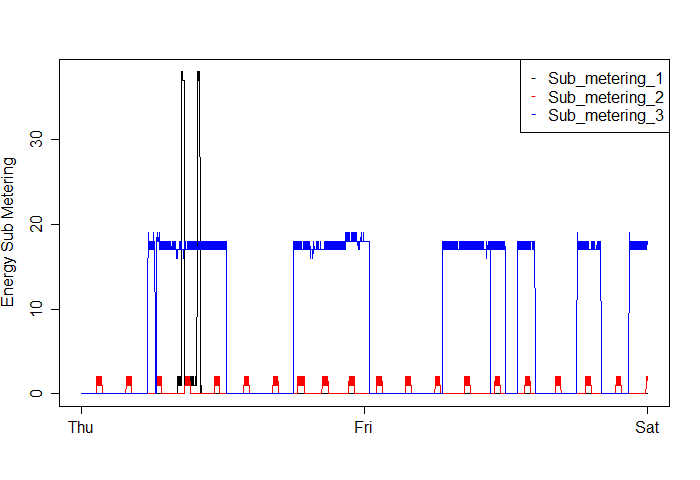 Sub_metering_1
Sub_metering_2
Sub_metering_3
Energy Sub Metering
30
20
10
0
Thu Fri Sat